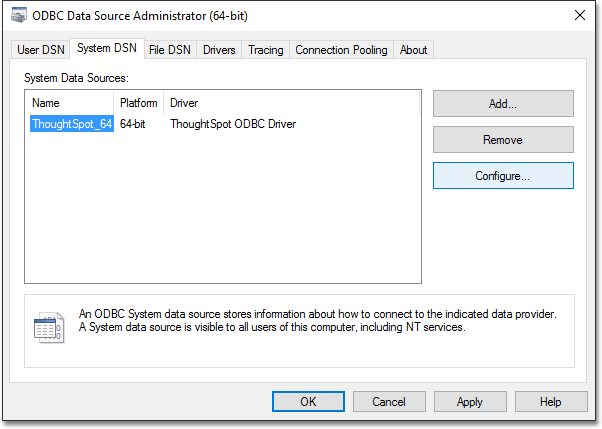 ODBC Data Source Administrator (64-bit)
User DSN System DSN File DSN Drivers Tracing Connection Pooling About
System Data Sources:
Name Platform Driver
ThoughtSpot_64 64-bit ThoughtSpot ODBC Driver
Add...
Remove
Configure...
An ODBC System data source stores information about how to connect to the indicated data provider.
A System data source is visible to all users of this computer, including NT services.
OK Cancel Apply Help